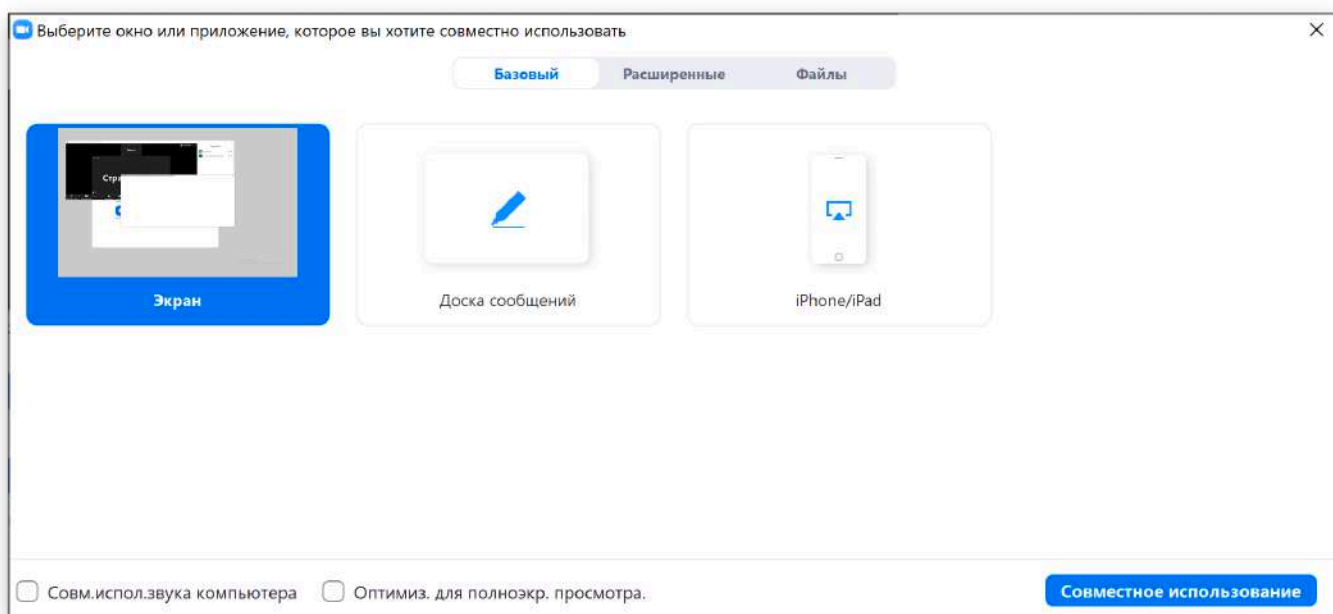 Выберите окно или приложение, которое вы хотите совместно использовать
Базовый Расширенные Файлы
Экран
Доска сообщений
iPhone/iPad
Совм.испол.звука компьютера
Оптимиз. для полноэкр. просмотра.
Совместное использование